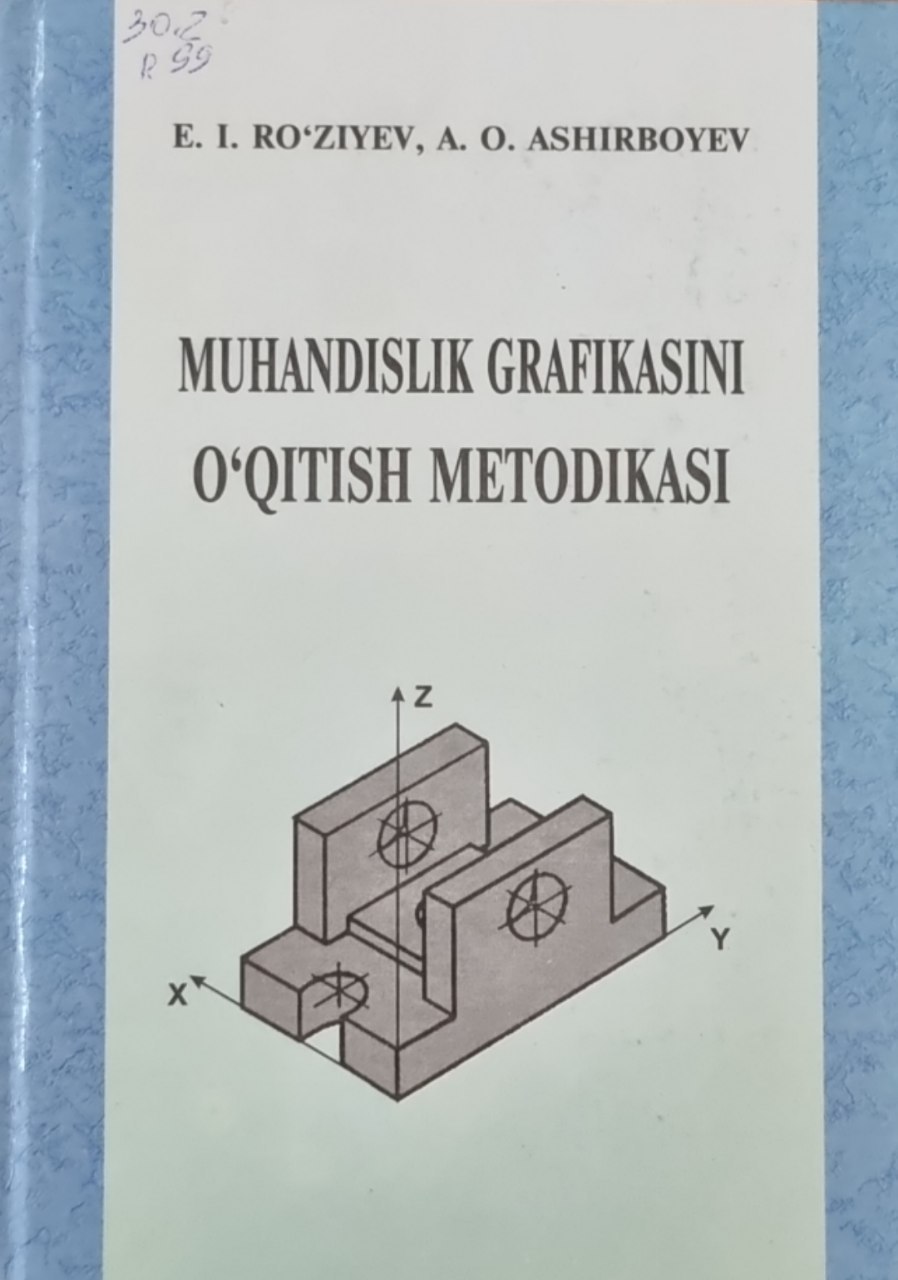 30.2
R 99
E. I. RO‘ZIYEV, A. O. ASHIRBOYEV
MUHANDISLIK GRAFIKASINI
O‘QITISH METODIKASI
Z
Y
X